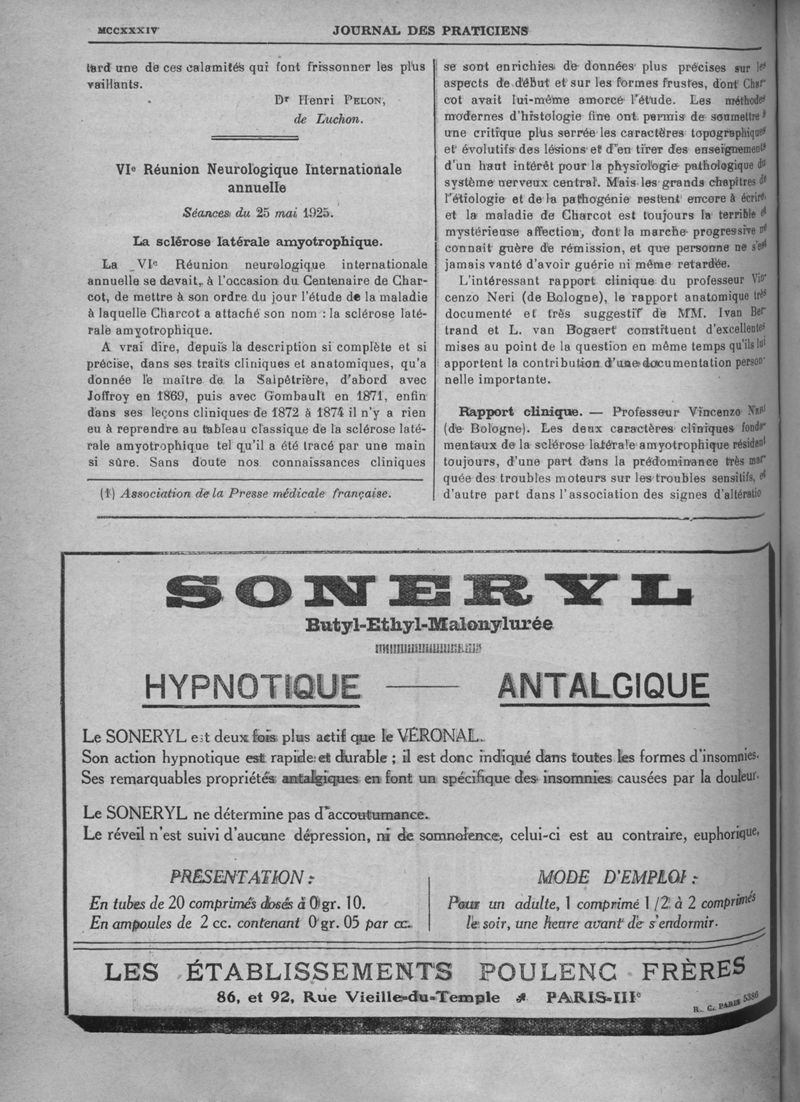 MCCXXXIV
JOURNAL DES PRATICIENS
tard une de ces calamités qui font frissonner les plus
vaillants.
Dr Henri PELON,
de Luchon.
VIe Réunion Neurologique Internationale
annuelle
Séances du 25 mai 1925.
La sclérose latérale amyotrophique.
La VIe Réunion neurologique internationale
annuelle se devait, à l'occasion du Centenaire de Char-
cot, de mettre à son ordre du jour l'étude de la maladie
à laquelle Charcot a attaché son nom : la sclérose laté-
rale amyotrophique.
A vrai dire, depuis la description si complète et si
précise, dans ses traits cliniques et anatomiques, qu'a
donnée le maître de la Salpêtrière, d'abord avec
Joffroy en 1869, puis avec Gombault en 1871, enfin
dans ses leçons cliniques de 1872 à 1874 il n'y a rien
eu à reprendre au tableau classique de la sclérose laté-
rale amyotrophique tel qu'il a été tracé par une main
si sûre. Sans doute nos connaissances cliniques
(1) Association de la Presse médicale française.
se sont enrichies de données plus précises sur les
aspects de début et sur les formes frustes, dont Char-
cot avait lui-même amorcé l'étude. Les méthodes
modernes d'histologie fine ont permis de soumettre à
une critique plus serrée les caractères topographiques
et évolutifs des lésions et d'en tirer des enseignements
d'un haut intérêt pour la physiologie pathologique du
système nerveux central. Mais les grands chapitres de
l'étiologie et de la pathogénie restent encore à écrire,
et la maladie de Charcot est toujours la terrible et
mystérieuse affection, dont la marche progressive ne
connait guère de rémission, et que personne ne s'est
jamais vanté d'avoir guérie ni même retardée.
L'intéressant rapport clinique du professeur Vin-
cenzo Neri (de Bologne), le rapport anatomique très
documenté et très suggestif de MM. Ivan Ber
trand et L. van Bogaert constituent d'excellentes
mises au point de la question en même temps qu'ils lui
apportent la contribution d'une documentation person-
nelle importante.
Rapport clinique. — Professeur Vincenzo Neri
(de Bologne). Les deux caractères cliniques fonda-
mentaux de la sclérose latérale amyotrophique résident
toujours, d'une part dans la prédominance très mar
quée des troubles moteurs sur les troubles sensitifs, et
d'autre part dans l'association des signes d'altératio
SONERYL
Butyl-Ethyl-Malonylurée
HYPNOTIQUE — ANTALGIQUE
Le SONERYL est deux fois plus actif que le VÉRONAL.
Son action hypnotique est rapide et durable ; il est donc indiqué dans toutes les formes d'insomnies.
Ses remarquables propriétés antalgiques en font un spécifique des insomnies causées par la douleur.
Le SONERYL ne détermine pas d'accoutumance.
Le réveil n'est suivi d'aucune dépression, ni de somnolence, celui-ci est au contraire, euphorique.
PRÉSENTATION :
En tubes de 20 comprimés dosés à 0 gr. 10.
En ampoules de 2 cc. contenant 0 gr. 05 par cc.
MODE D'EMPLOI :
Pour un adulte, 1 comprimé 1/2 à 2 comprimés
le soir, une heure avant de s'endormir.
LES ÉTABLISSEMENTS POULENC FRÈRES
86, et 92, Rue Vieille-du-Temple PARIS-IIIe
R. C. PARIS 5386